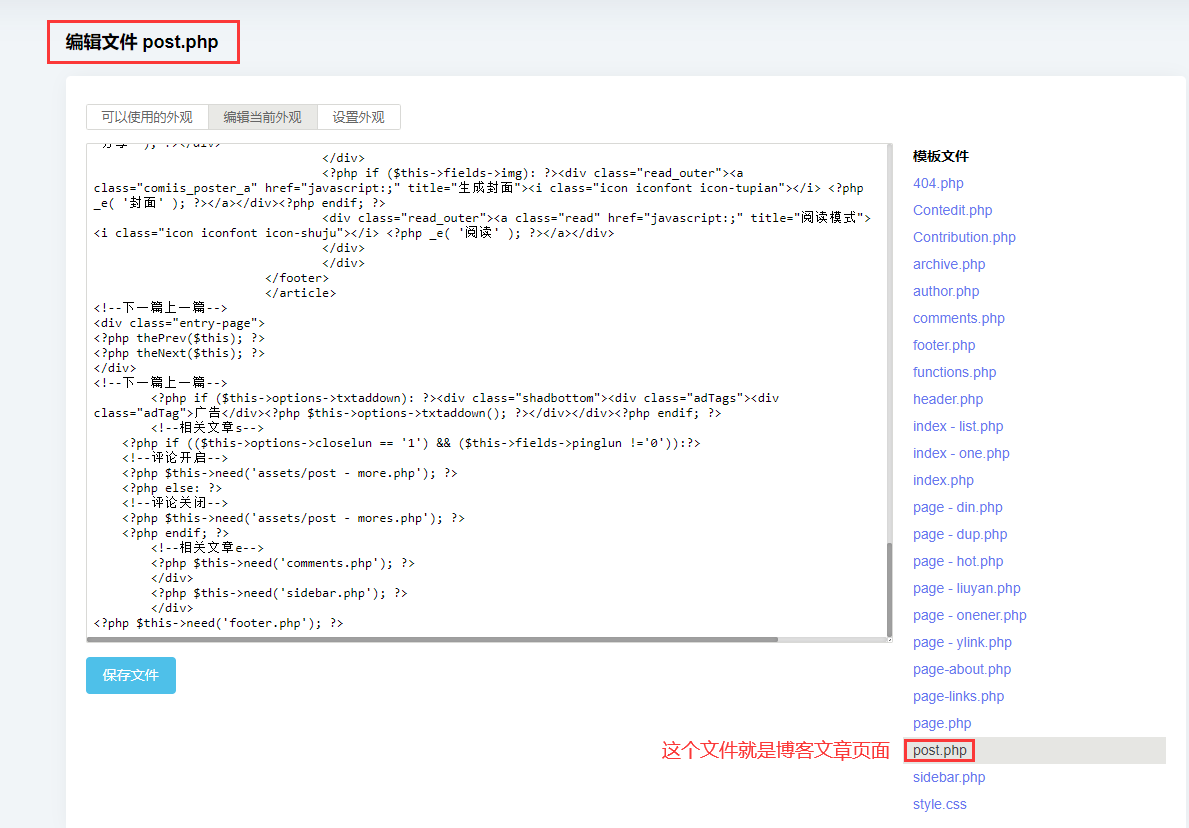 编辑文件 post.php
可以使用的外观 编辑当前外观 设置外观
</div>
<?php if ($this->fields->img): ?><div class="read_outer"><a
class="comiis_poster_a" href="javascript:;" title="生成封面"><i class="icon iconfont icon-tupian"></i> <?php
_e( '封面' ); ?></a></div><?php endif; ?>
<div class="read_outer"><a class="read" href="javascript:;" title="阅读模式">
<i class="icon iconfont icon-shuju"></i> <?php _e( '阅读' ); ?></a></div>
</div>
</div>
</footer>
</article>
<!--下一篇上一篇-->
<div class="entry-page">
<?php thePrev($this); ?>
<?php theNext($this); ?>
</div>
<!--下一篇上一篇-->
<?php if ($this->options->txtaddown): ?><div class="shadbottom"><div class="adTags"><div
class="adTag">广告</div><?php $this->options->txtaddown(); ?></div></div><?php endif; ?>
<!--相关文章s-->
<?php if (($this->options->closelun == '1') && ($this->fields->pinglun !='0')):?>
<!--评论开启-->
<?php $this->need('assets/post - more.php'); ?>
<?php else: ?>
<!--评论关闭-->
<?php $this->need('assets/post - mores.php'); ?>
<?php endif; ?>
<!--相关文章e-->
<?php $this->need('comments.php'); ?>
</div>
<?php $this->need('sidebar.php'); ?>
</div>
<?php $this->need('footer.php'); ?>
保存文件
模板文件
404.php
Contedit.php
Contribution.php
archive.php
author.php
comments.php
footer.php
functions.php
header.php
index - list.php
index - one.php
index.php
page - din.php
page - dup.php
page - hot.php
page - liuyan.php
page - onener.php
page - ylink.php
page-about.php
page-links.php
page.php
这个文件就是博客文章页面 post.php
sidebar.php
style.css